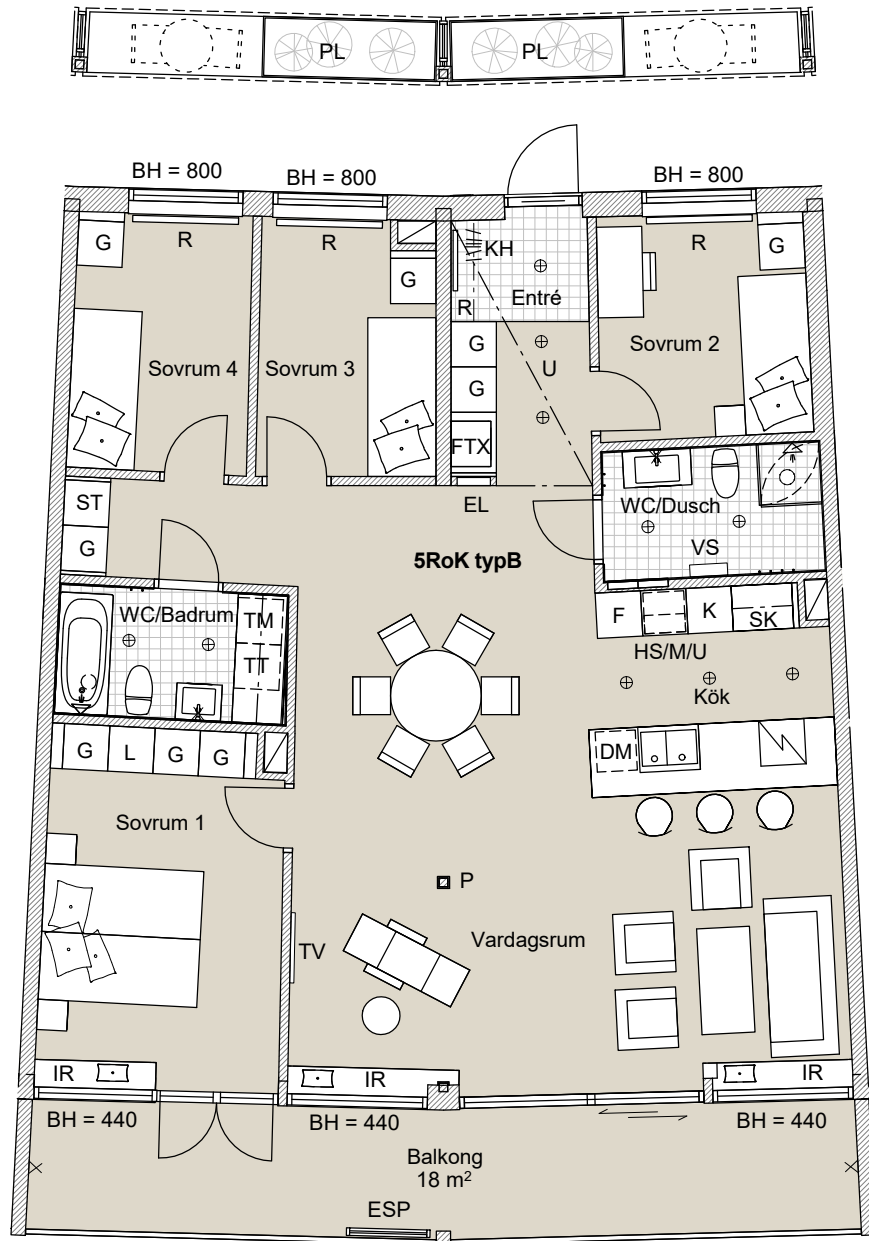 PL PL
BH = 800 BH = 800 BH = 800
G R R G KH R G
R Entré
Sovrum 4 Sovrum 3 G U Sovrum 2
G
FTX
ST EL WC/Dusch
G 5RoK typB VS
WC/Badrum TM F K SK
TT HS/M/U
Kök
G L G G DM
Sovrum 1
P
TV Vardagsrum
IR IR IR
BH = 440 BH = 440 BH = 440
Balkong
18 m²
ESP